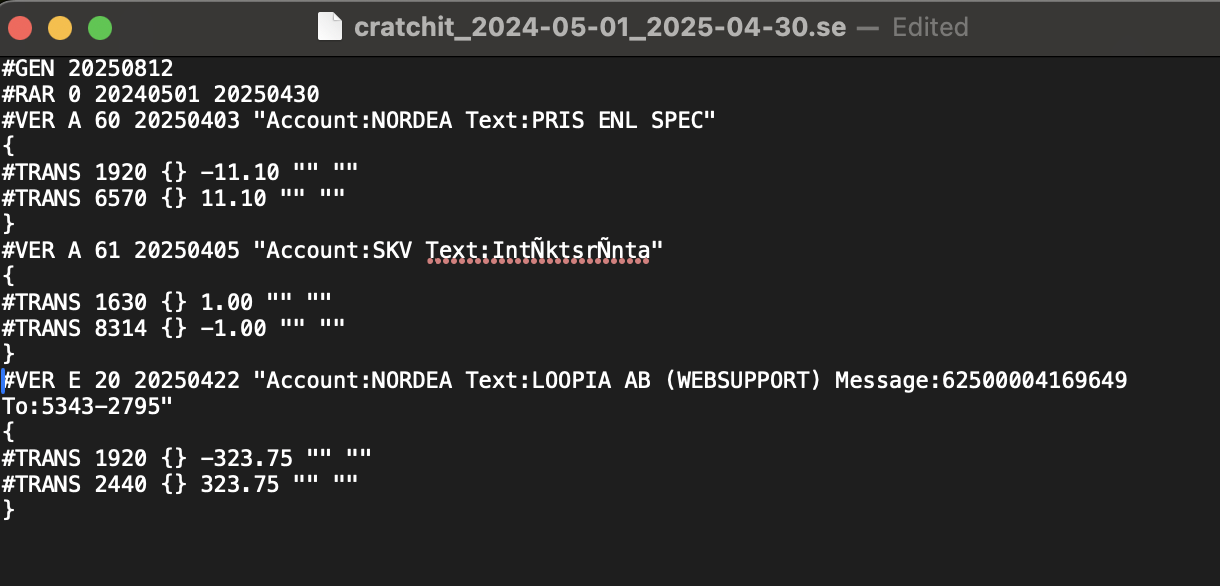 cratchit_2024-05-01_2025-04-30.se — Edited
#GEN 20250812
#RAR 0 20240501 20250430
#VER A 60 20250403 "Account:NORDEA Text:PRIS ENL SPEC"
{
#TRANS 1920 {} -11.10 "" ""
#TRANS 6570 {} 11.10 "" ""
}
#VER A 61 20250405 "Account:SKV Text:IntÑktsrÑnta"
{
#TRANS 1630 {} 1.00 "" ""
#TRANS 8314 {} -1.00 "" ""
}
#VER E 20 20250422 "Account:NORDEA Text:LOOPIA AB (WEBSUPPORT) Message:62500004169649
To:5343-2795"
{
#TRANS 1920 {} -323.75 "" ""
#TRANS 2440 {} 323.75 "" ""
}